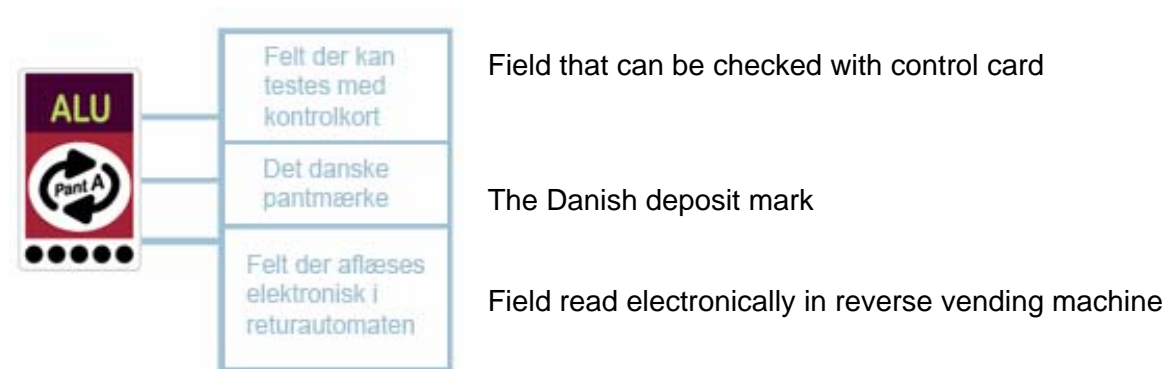 ALU
Pant A
Felt der kan
testes med
kontrolkort
Field that can be checked with control card
Det danske
pantmærke
The Danish deposit mark
Felt der aflæses
elektronisk i
returautomaten
Field read electronically in reverse vending machine